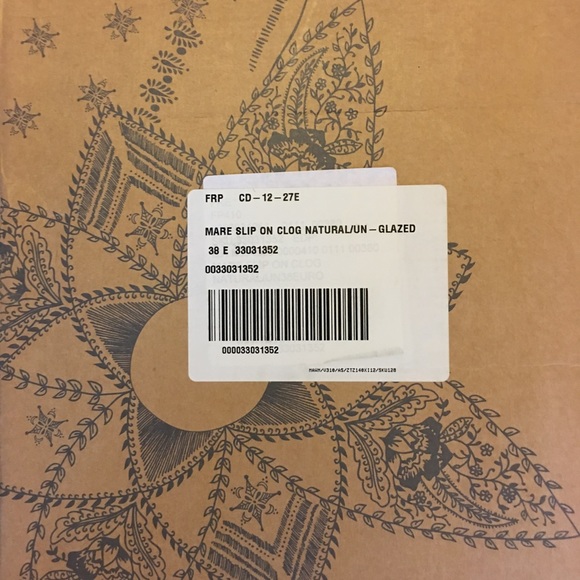 FRP CD-12-27E
MARE SLIP ON CLOG NATURAL/UN-GLAZED
38 E 33031352
0033031352
000033031352